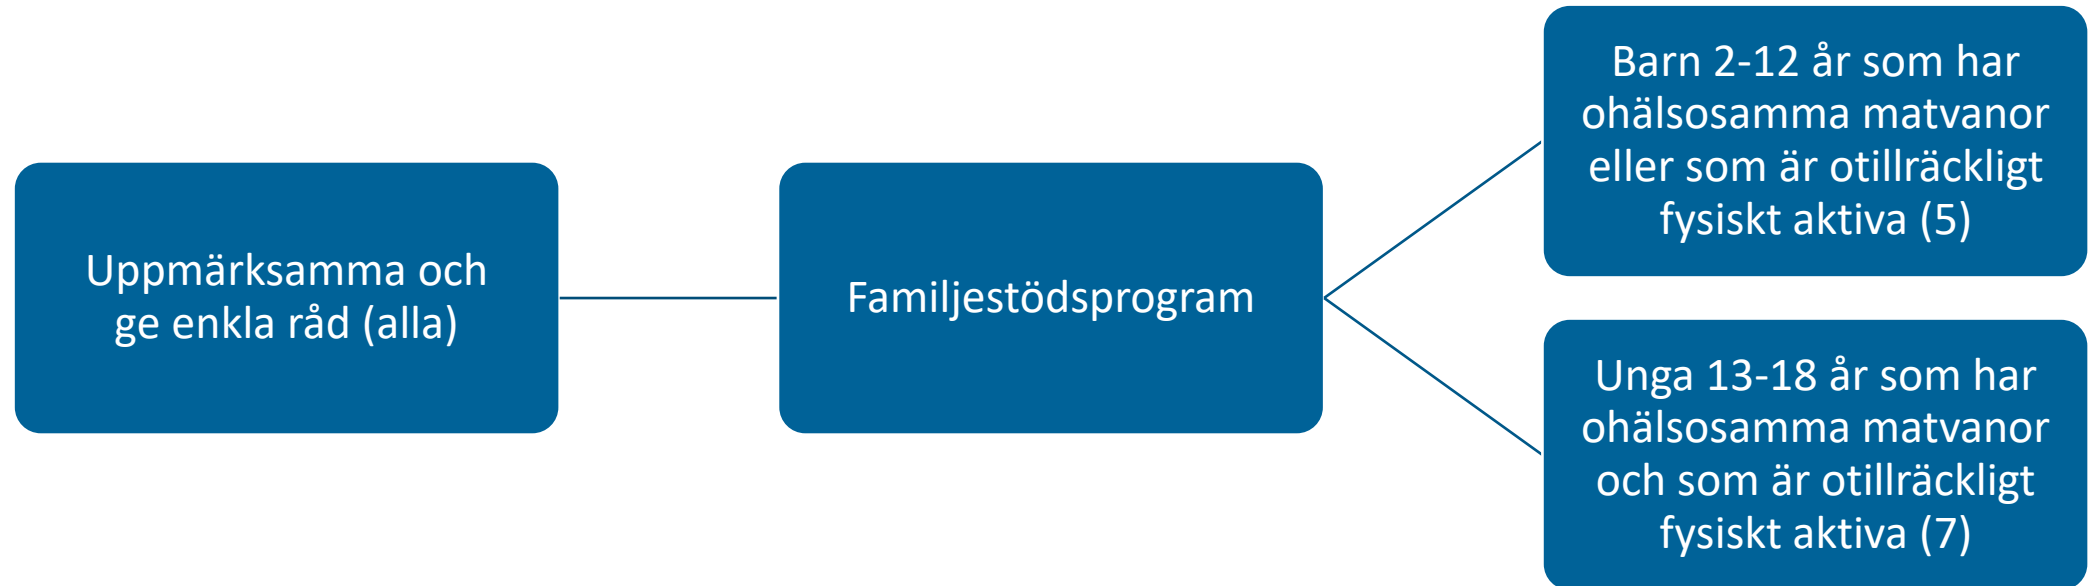 Uppmärksamma och
ge enkla råd (alla)
Familjestödsprogram
Barn 2-12 år som har
ohälsosamma matvanor
eller som är otillräckligt
fysiskt aktiva (5)
Unga 13-18 år som har
ohälsosamma matvanor
och som är otillräckligt
fysiskt aktiva (7)